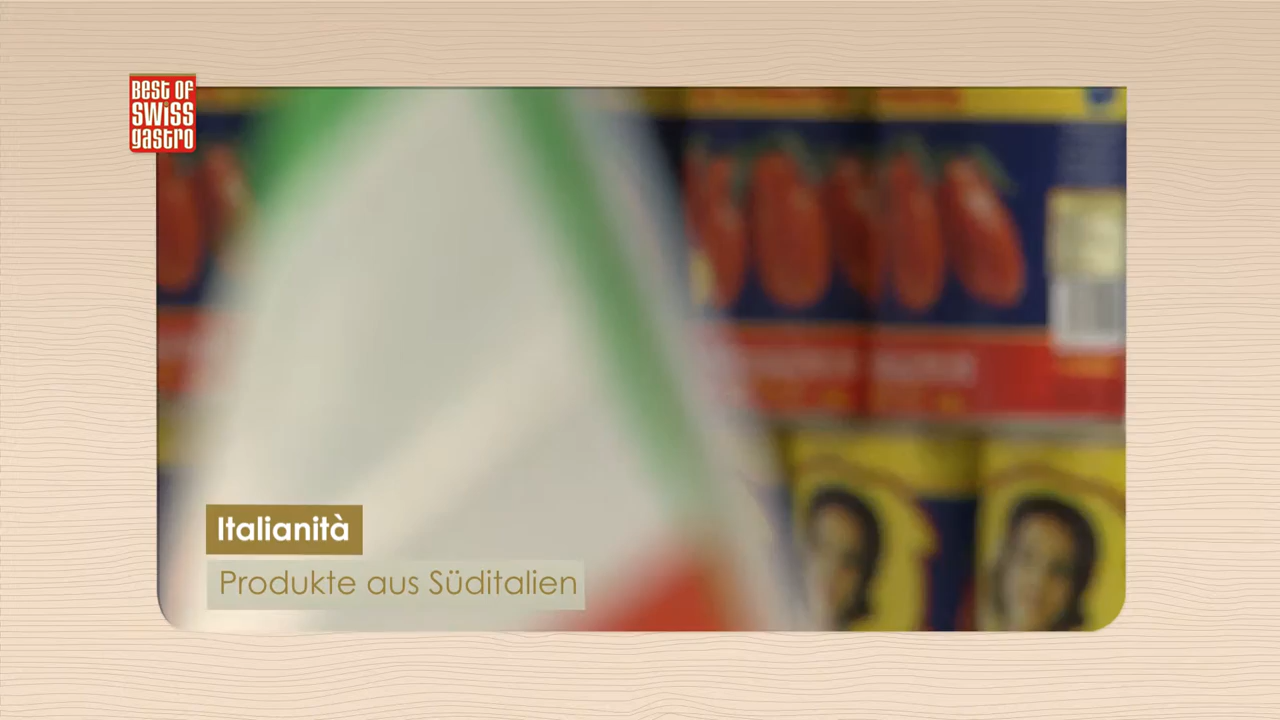 BEST OF
SWiSS
gastro
Italianità
Produkte aus Süditalien